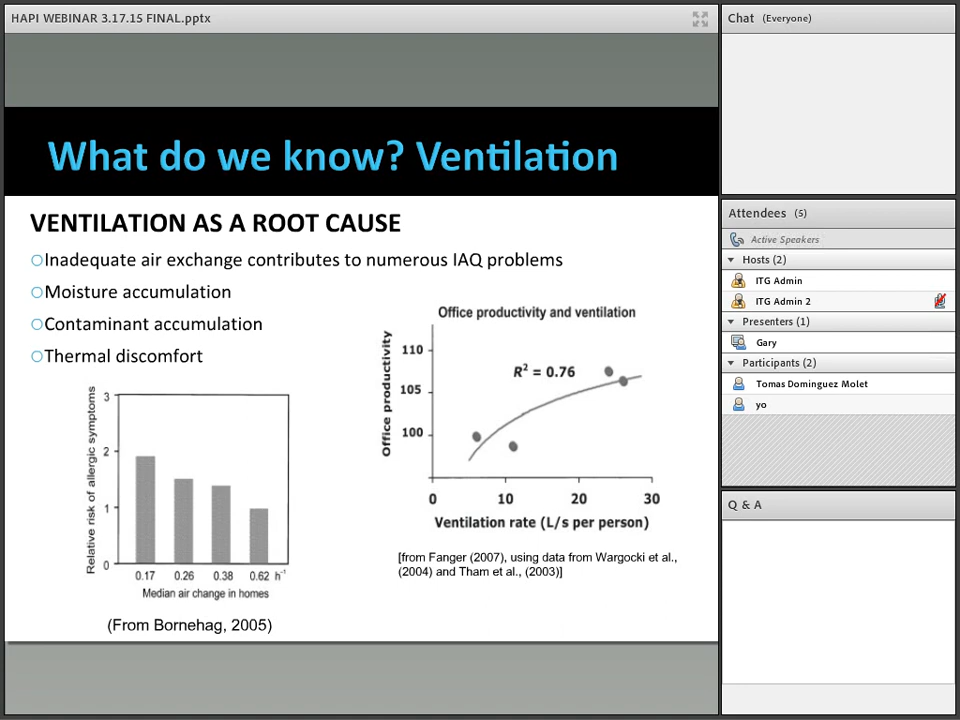 HAPI WEBINAR 3.17.15 FINAL.pptx
What do we know? Ventilation
VENTILATION AS A ROOT CAUSE
Inadequate air exchange contributes to numerous IAQ problems
Moisture accumulation
Contaminant accumulation
Thermal discomfort
Relative risk of allergic symptoms
3
2
1
0
0.17 0.26 0.38 0.62 h⁻¹
Median air change in homes
(From Bornehag, 2005)
Office productivity and ventilation
Office productivity
110
105
100
R² = 0.76
0 10 20 30
Ventilation rate (L/s per person)
[from Fanger (2007), using data from Wargocki et al.,
(2004) and Tham et al., (2003)]
Chat (Everyone)
Attendees (5)
Active Speakers
Hosts (2)
ITG Admin
ITG Admin 2
Presenters (1)
Gary
Participants (2)
Tomas Dominguez Molet
yo
Q & A